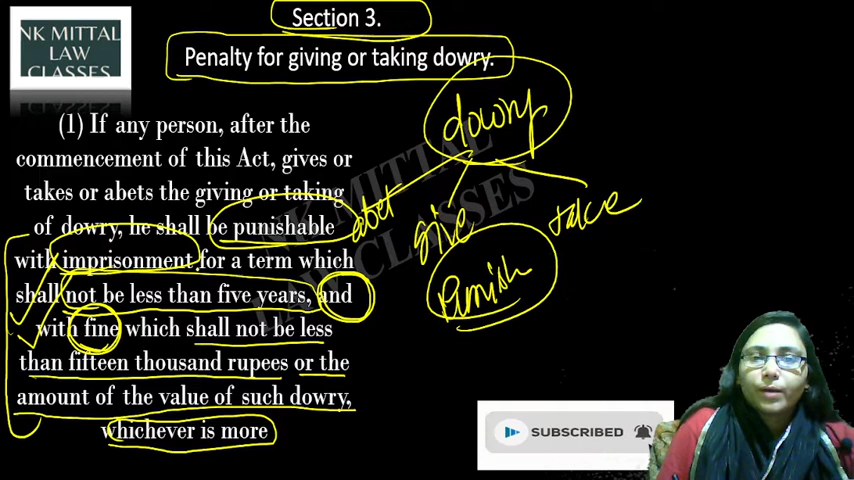 NK MITTAL
LAW
CLASSES
Section 3.
Penalty for giving or taking dowry.
(1) If any person, after the
commencement of this Act, gives or
takes or abets the giving or taking
of dowry, he shall be punishable
with imprisonment for a term which
shall not be less than five years, and
with fine which shall not be less
than fifteen thousand rupees or the
amount of the value of such dowry,
whichever is more
dowry
abet
give
take
Punish
NK MITTAL
LAW CLASSES
SUBSCRIBED